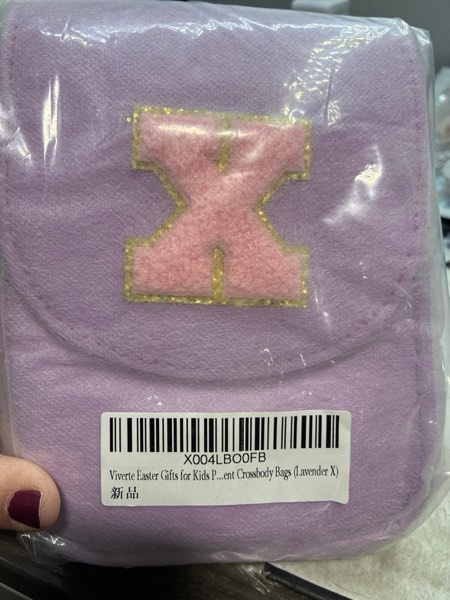 X
X004LBO0FB
Viverte Easter Gifts for Kids P...ent Crossbody Bags (Lavender X)
新品